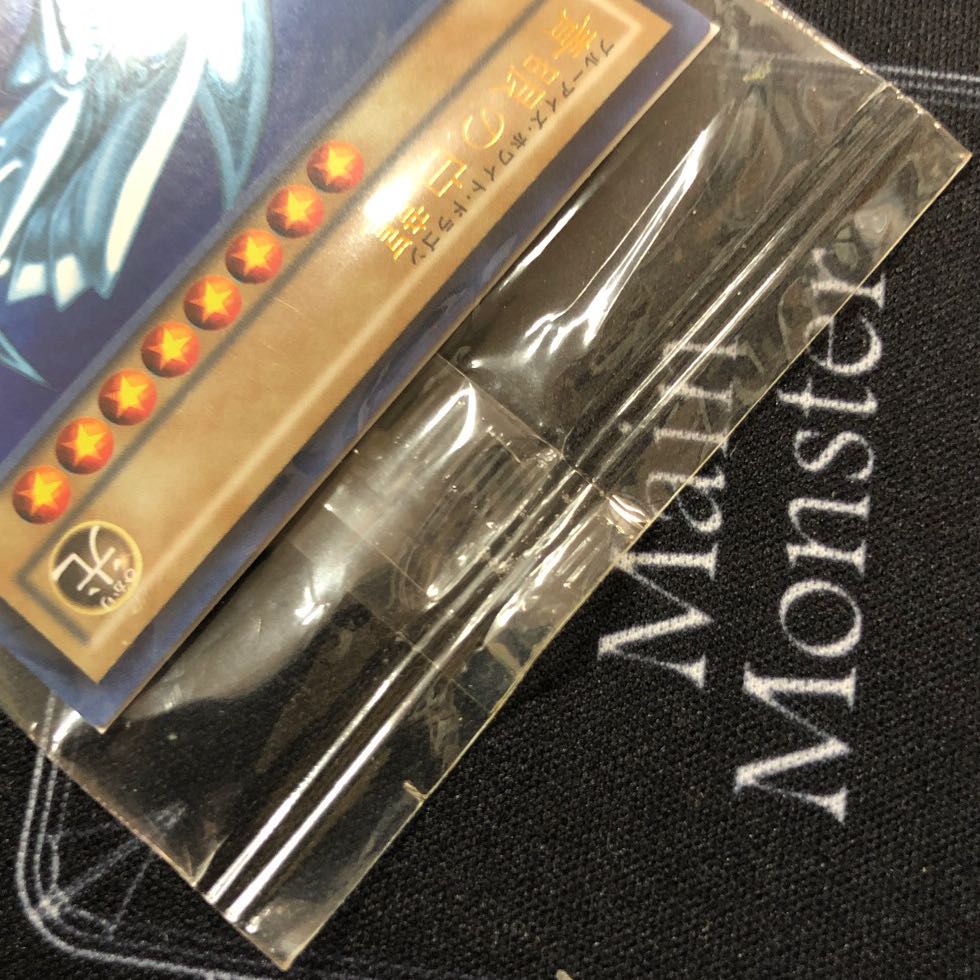 ブルーアイズ・ホワイト・ドラゴン
青眼の白龍
Main
Monster